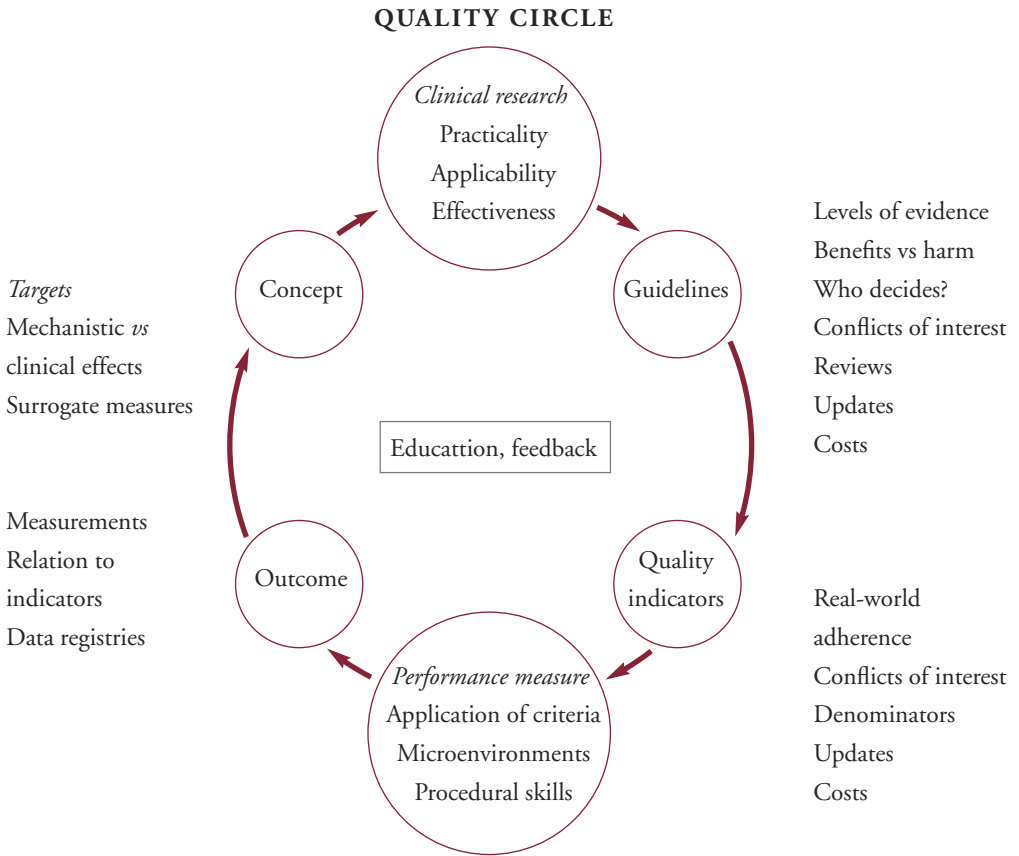 QUALITY CIRCLE
Clinical research
Practicality
Applicability
Effectiveness
Concept
Guidelines
Levels of evidence
Benefits vs harm
Who decides?
Conflicts of interest
Reviews
Updates
Costs
Targets
Mechanistic vs
clinical effects
Surrogate measures
Educattion, feedback
Measurements
Relation to
indicators
Data registries
Outcome
Quality
indicators
Real-world
adherence
Conflicts of interest
Denominators
Updates
Costs
Performance measure
Application of criteria
Microenvironments
Procedural skills